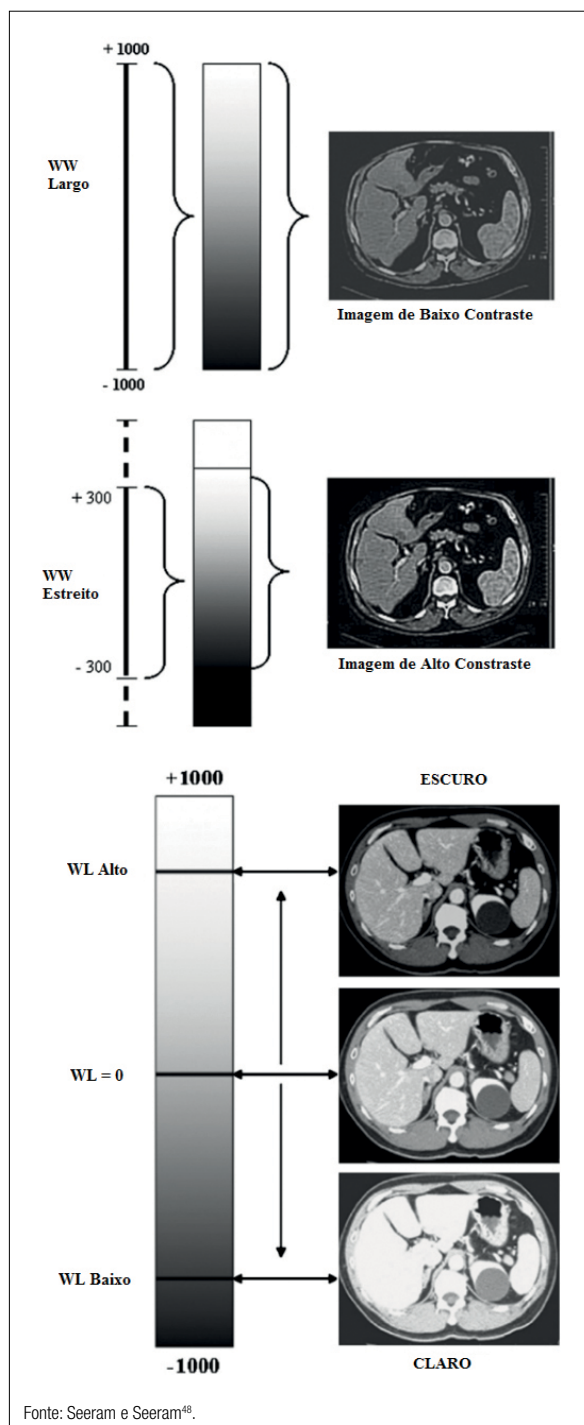 + 1000
WW
Largo
Imagem de Baixo Contraste
- 1000
+ 300
WW
Estreito
- 300
Imagem de Alto Constraste
+1000
ESCURO
WL Alto
WL = 0
WL Baixo
-1000
CLARO
Fonte: Seeram e Seeram⁴⁸.